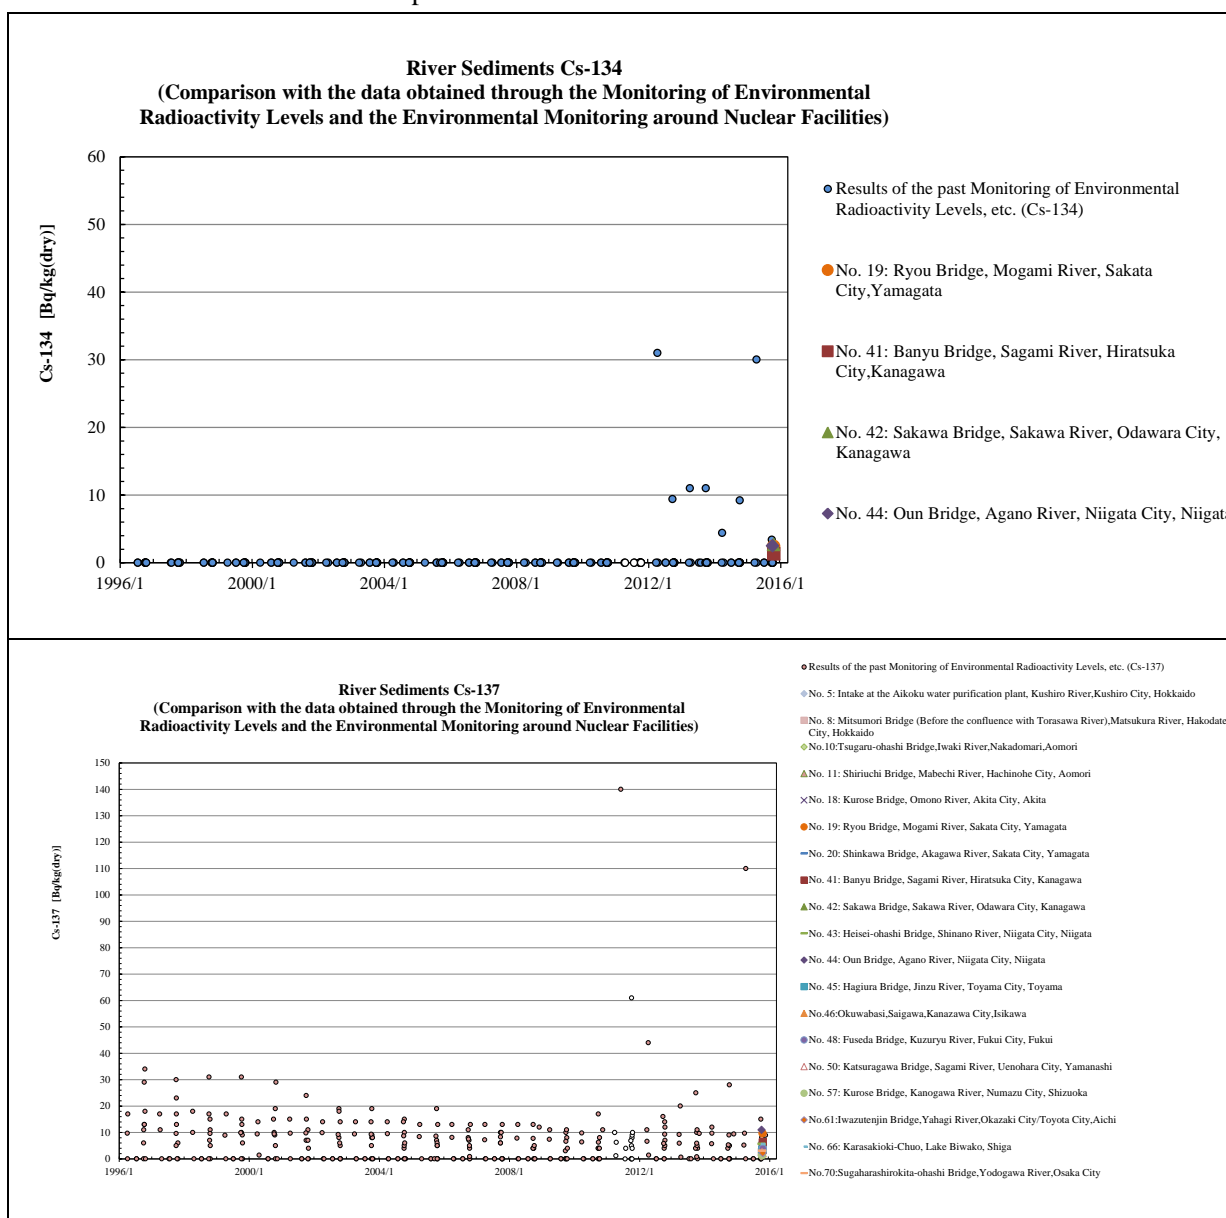 River Sediments Cs-134
(Comparison with the data obtained through the Monitoring of Environmental
Radioactivity Levels and the Environmental Monitoring around Nuclear Facilities)
Cs-134 [Bq/kg(dry)]
60
50
40
30
20
10
0
1996/1
2000/1
2004/1
2008/1
2012/1
2016/1
Results of the past Monitoring of Environmental
Radioactivity Levels, etc. (Cs-134)
No. 19: Ryou Bridge, Mogami River, Sakata
City,Yamagata
No. 41: Banyu Bridge, Sagami River, Hiratsuka
City,Kanagawa
No. 42: Sakawa Bridge, Sakawa River, Odawara City,
Kanagawa
No. 44: Oun Bridge, Agano River, Niigata City, Niigata
River Sediments Cs-137
(Comparison with the data obtained through the Monitoring of Environmental
Radioactivity Levels and the Environmental Monitoring around Nuclear Facilities)
Cs-137 [Bq/kg(dry)]
150
140
130
120
110
100
90
80
70
60
50
40
30
20
10
0
1996/1
2000/1
2004/1
2008/1
2012/1
2016/1
Results of the past Monitoring of Environmental Radioactivity Levels, etc. (Cs-137)
No. 5: Intake at the Aikoku water purification plant, Kushiro River,Kushiro City, Hokkaido
No. 8: Mitsumori Bridge (Before the confluence with Torasawa River),Matsukura River, Hakodate
City, Hokkaido
No.10:Tsugaru-ohashi Bridge,Iwaki River,Nakadomari,Aomori
No. 11: Shiriuchi Bridge, Mabechi River, Hachinohe City, Aomori
No. 18: Kurose Bridge, Omono River, Akita City, Akita
No. 19: Ryou Bridge, Mogami River, Sakata City, Yamagata
No. 20: Shinkawa Bridge, Akagawa River, Sakata City, Yamagata
No. 41: Banyu Bridge, Sagami River, Hiratsuka City, Kanagawa
No. 42: Sakawa Bridge, Sakawa River, Odawara City, Kanagawa
No. 43: Heisei-ohashi Bridge, Shinano River, Niigata City, Niigata
No. 44: Oun Bridge, Agano River, Niigata City, Niigata
No. 45: Hagiura Bridge, Jinzu River, Toyama City, Toyama
No.46:Okuwabasi,Saigawa,Kanazawa City,Isikawa
No. 48: Fuseda Bridge, Kuzuryu River, Fukui City, Fukui
No. 50: Katsuragawa Bridge, Sagami River, Uenohara City, Yamanashi
No. 57: Kurose Bridge, Kanogawa River, Numazu City, Shizuoka
No.61:Iwazutenjin Bridge,Yahagi River,Okazaki City/Toyota City,Aichi
No. 66: Karasakioki-Chuo, Lake Biwako, Shiga
No.70:Sugaharashirokita-ohashi Bridge,Yodogawa River,Osaka City